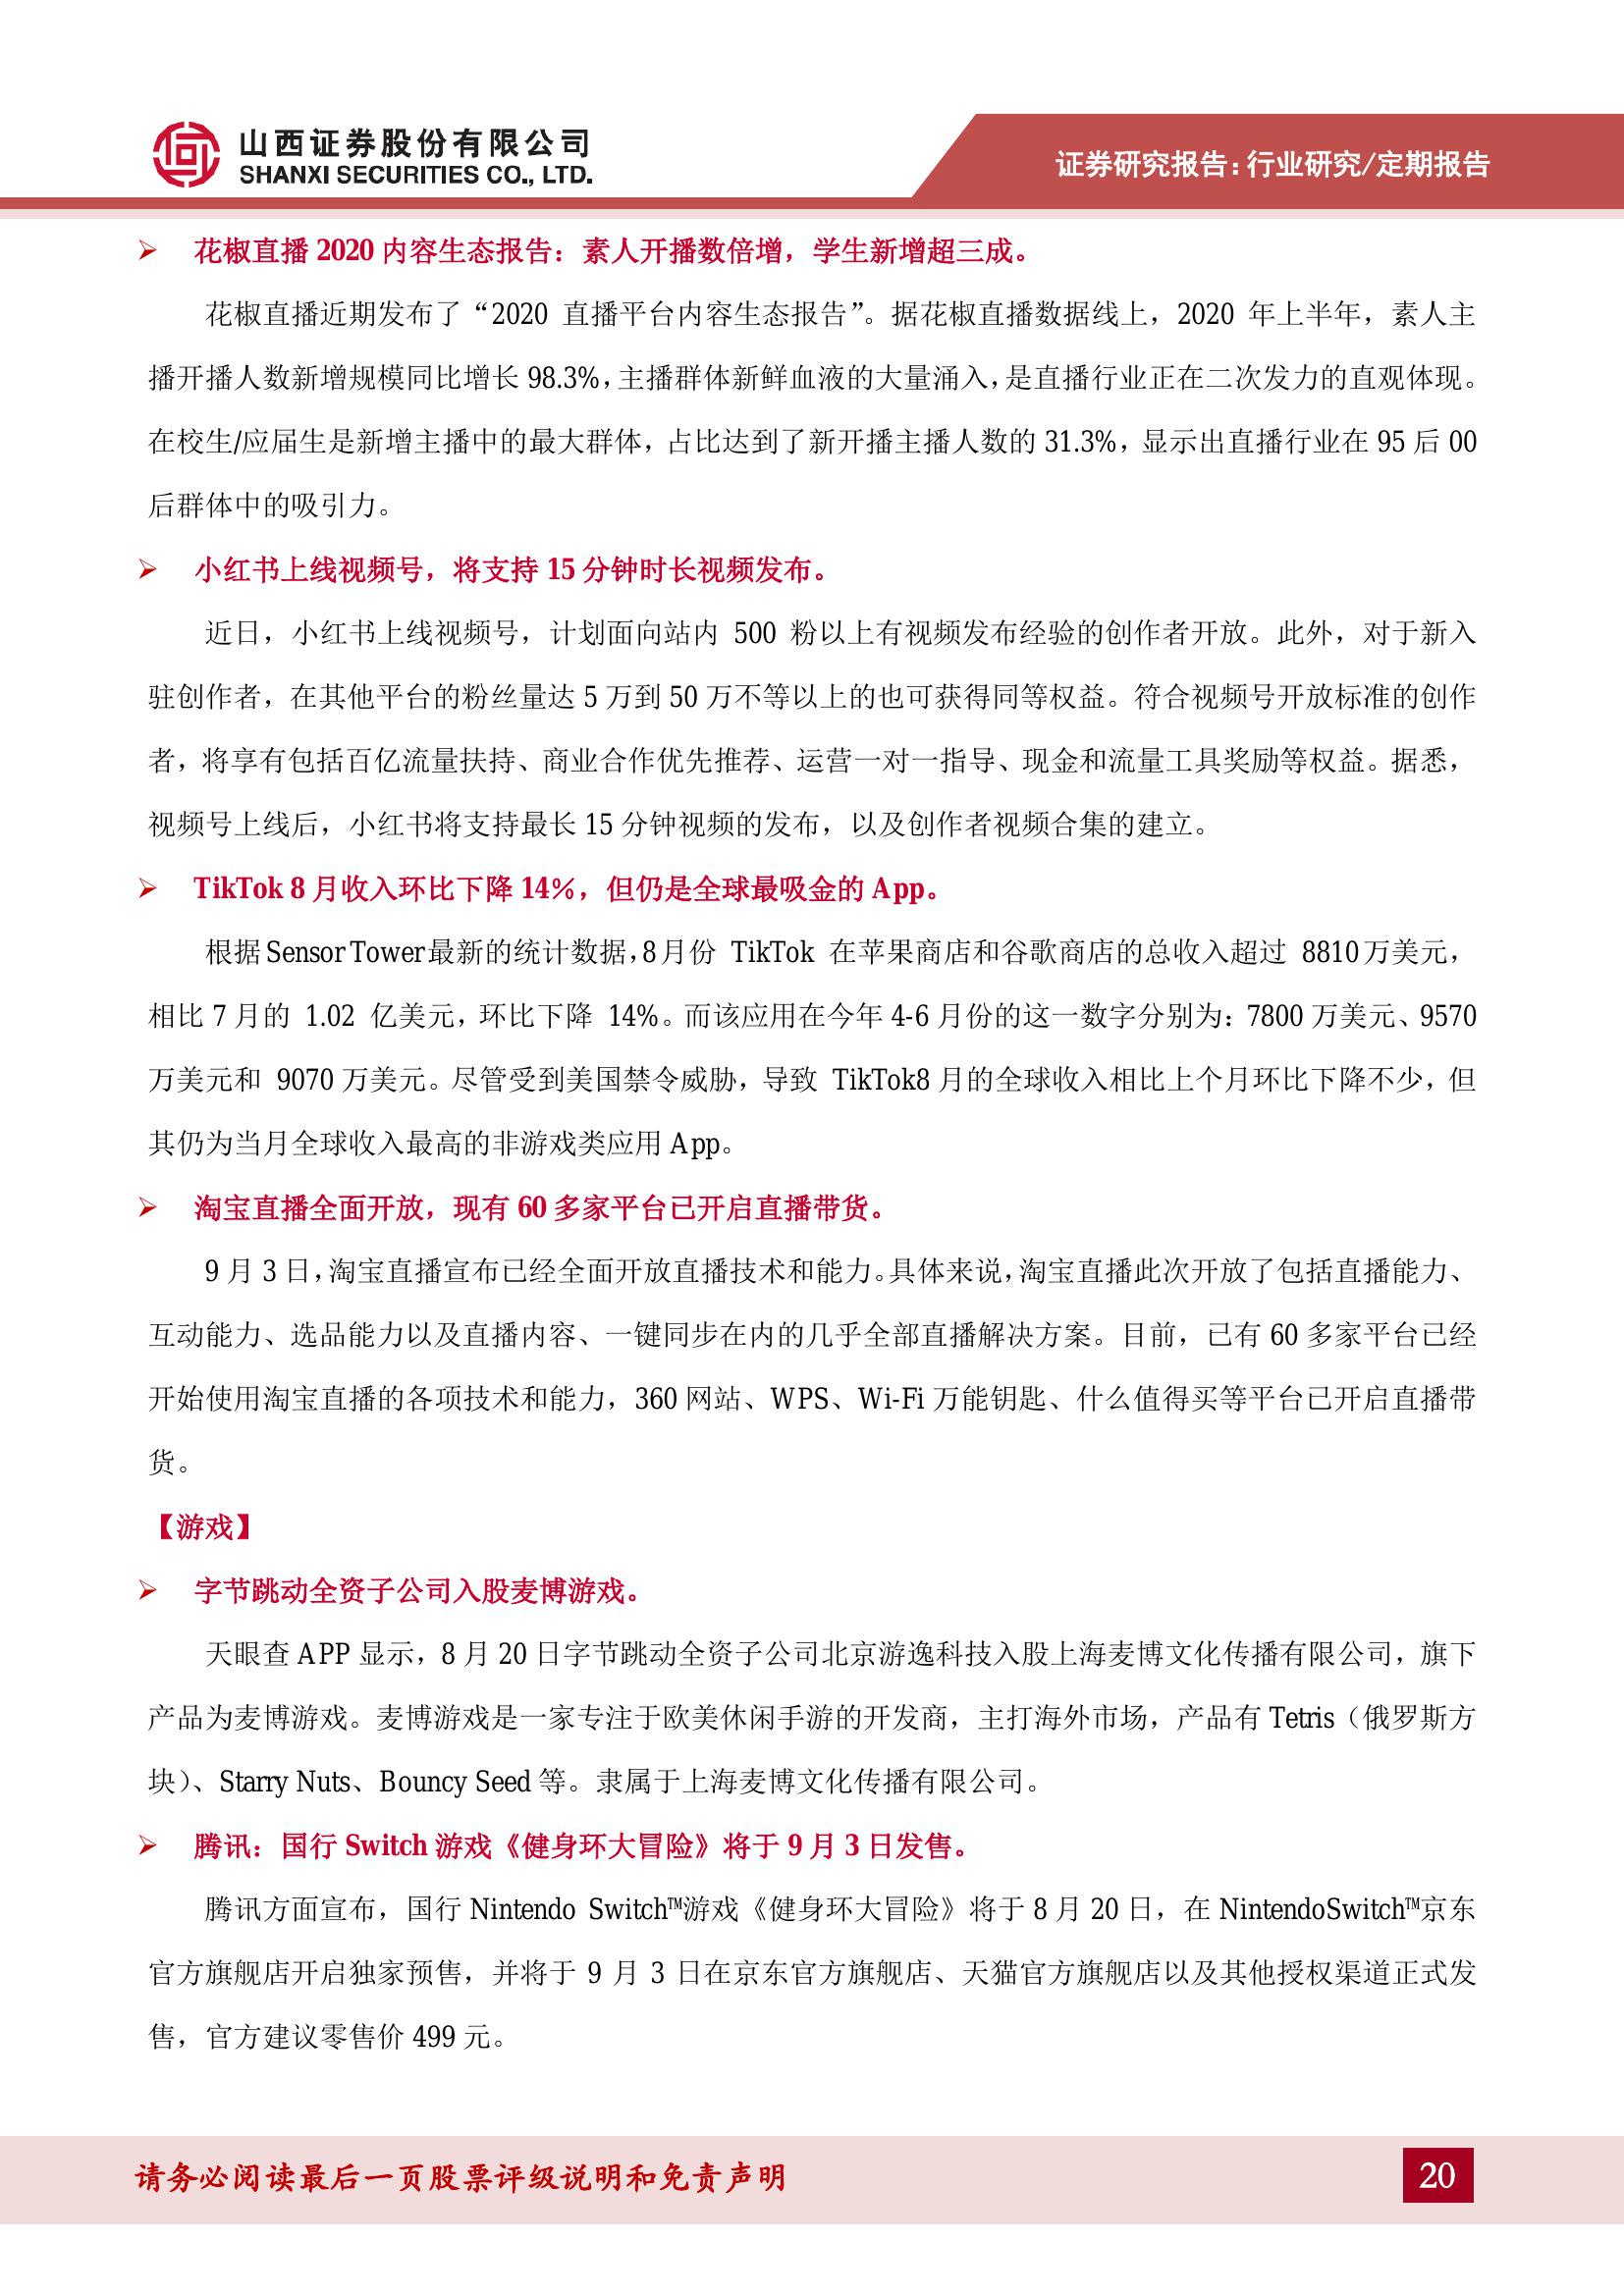 山西证券股份有限公司
SHANXI SECURITIES CO., LTD.
证券研究报告：行业研究/定期报告
➢ 花椒直播 2020 内容生态报告：素人开播数倍增，学生新增超三成。
花椒直播近期发布了“2020 直播平台内容生态报告”。据花椒直播数据线上，2020 年上半年，素人主
播开播人数新增规模同比增长 98.3%，主播群体新鲜血液的大量涌入，是直播行业正在二次发力的直观体现。
在校生/应届生是新增主播中的最大群体，占比达到了新开播主播人数的 31.3%，显示出直播行业在 95 后 00
后群体中的吸引力。
➢ 小红书上线视频号，将支持 15 分钟时长视频发布。
近日，小红书上线视频号，计划面向站内 500 粉以上有视频发布经验的创作者开放。此外，对于新入
驻创作者，在其他平台的粉丝量达 5 万到 50 万不等以上的也可获得同等权益。符合视频号开放标准的创作
者，将享有包括百亿流量扶持、商业合作优先推荐、运营一对一指导、现金和流量工具奖励等权益。据悉，
视频号上线后，小红书将支持最长 15 分钟视频的发布，以及创作者视频合集的建立。
➢ TikTok 8 月收入环比下降 14%，但仍是全球最吸金的 App。
根据 Sensor Tower 最新的统计数据，8 月份 TikTok 在苹果商店和谷歌商店的总收入超过 8810 万美元，
相比 7 月的 1.02 亿美元，环比下降 14%。而该应用在今年 4-6 月份的这一数字分别为：7800 万美元、9570
万美元和 9070 万美元。尽管受到美国禁令威胁，导致 TikTok8 月的全球收入相比上个月环比下降不少，但
其仍为当月全球收入最高的非游戏类应用 App。
➢ 淘宝直播全面开放，现有 60 多家平台已开启直播带货。
9 月 3 日，淘宝直播宣布已经全面开放直播技术和能力。具体来说，淘宝直播此次开放了包括直播能力、
互动能力、选品能力以及直播内容、一键同步在内的几乎全部直播解决方案。目前，已有 60 多家平台已经
开始使用淘宝直播的各项技术和能力，360 网站、WPS、Wi-Fi 万能钥匙、什么值得买等平台已开启直播带
货。
【游戏】
➢ 字节跳动全资子公司入股麦博游戏。
天眼查 APP 显示，8 月 20 日字节跳动全资子公司北京游逸科技入股上海麦博文化传播有限公司，旗下
产品为麦博游戏。麦博游戏是一家专注于欧美休闲手游的开发商，主打海外市场，产品有 Tetris（俄罗斯方
块）、Starry Nuts、Bouncy Seed 等。隶属于上海麦博文化传播有限公司。
➢ 腾讯：国行 Switch 游戏《健身环大冒险》将于 9 月 3 日发售。
腾讯方面宣布，国行 Nintendo Switch™游戏《健身环大冒险》将于 8 月 20 日，在 NintendoSwitch™京东
官方旗舰店开启独家预售，并将于 9 月 3 日在京东官方旗舰店、天猫官方旗舰店以及其他授权渠道正式发
售，官方建议零售价 499 元。
请务必阅读最后一页股票评级说明和免责声明
20